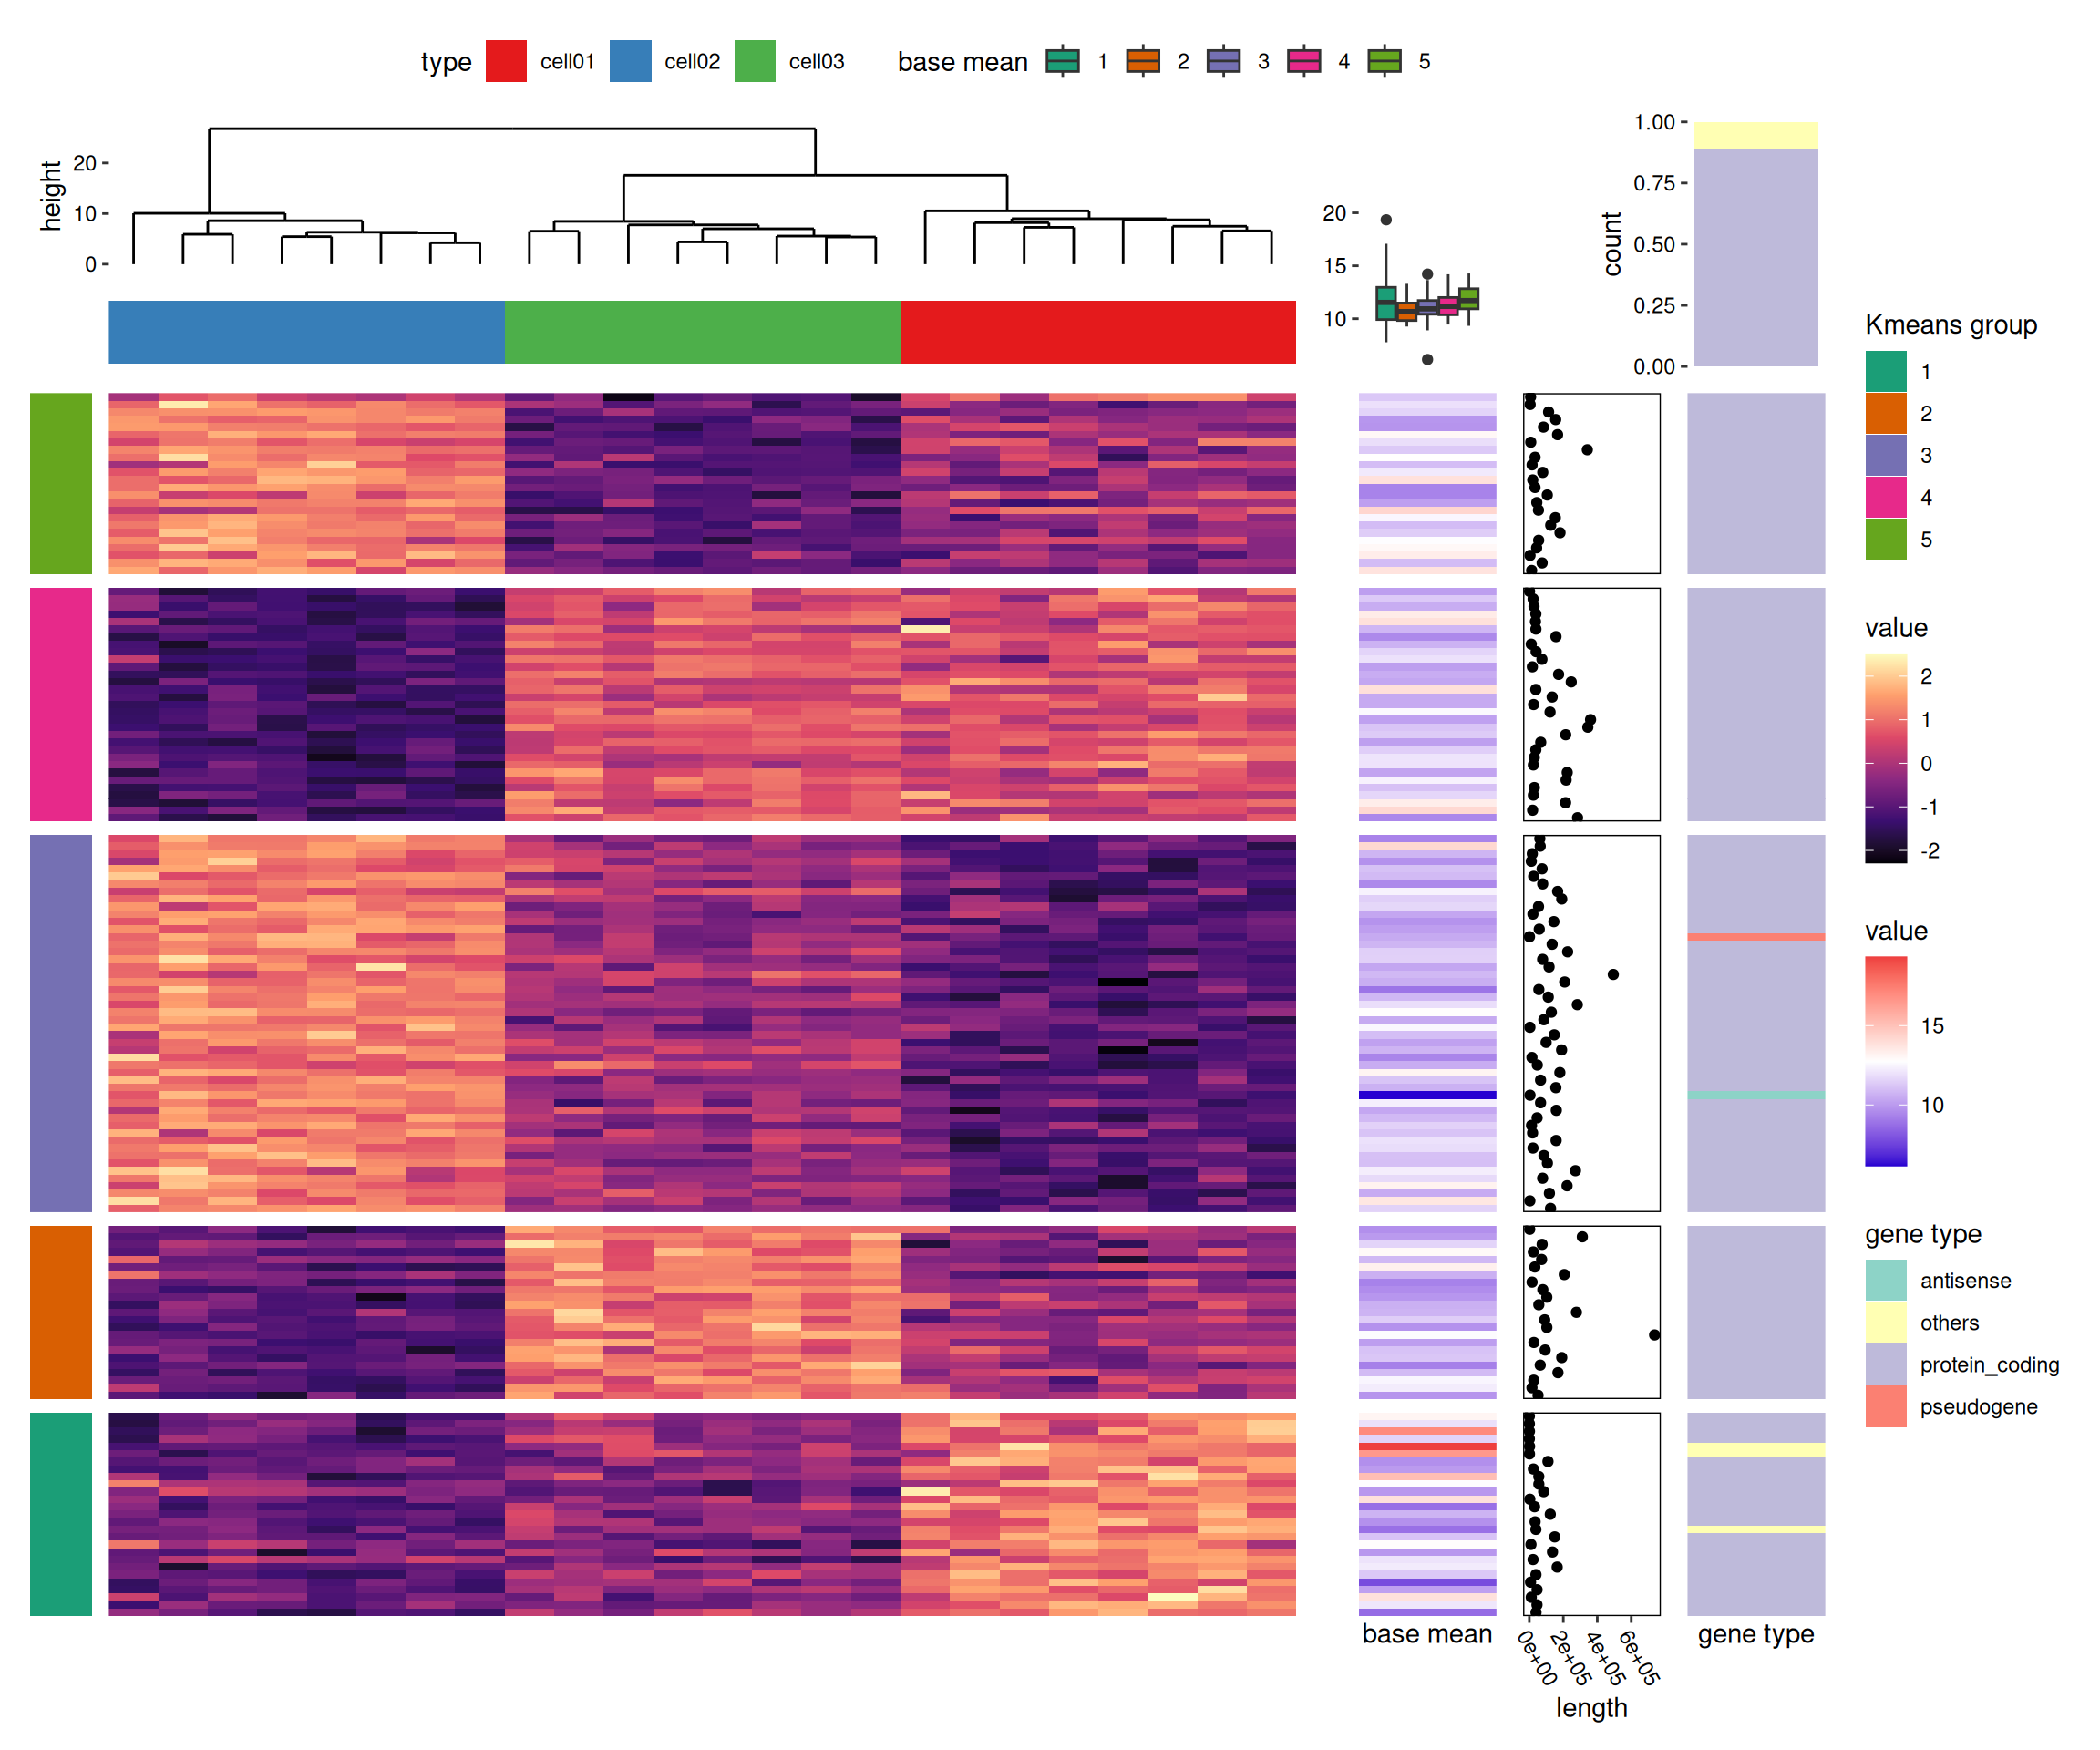 type cell01 cell02 cell03 base mean 1 2 3 4 5
height
20
10
0
20
15
10
count
1.00
0.75
0.50
0.25
0.00
Kmeans group
1
2
3
4
5
value
2
1
0
-1
-2
value
15
10
gene type
antisense
others
protein_coding
pseudogene
base mean
0e+00
2e+05
4e+05
6e+05
length
gene type